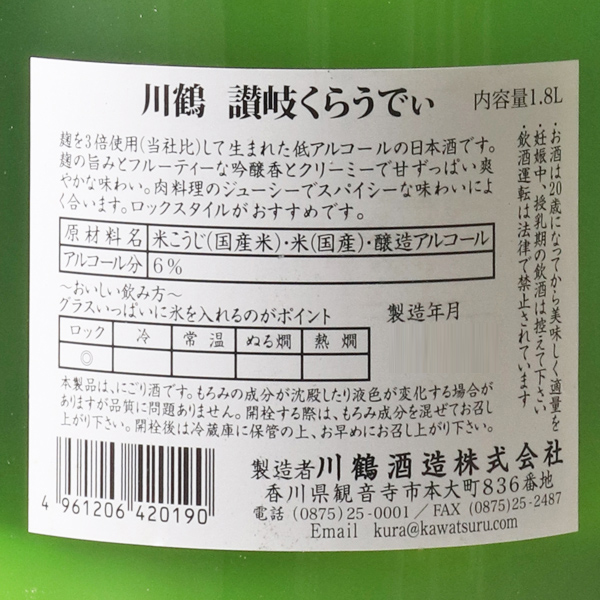 川鶴 讃岐くらうでぃ 内容量1.8L
麹を3倍使用(当社比)して生まれた低アルコールの日本酒です。
麹の旨みとフルーティーな吟醸香とクリーミーで甘ずっぱい爽
やかな味わい。肉料理のジューシーでスパイシーな味わいによ
く合います。ロックスタイルがおすすめです。
原材料名 米こうじ(国産米)・米(国産)・醸造アルコール
アルコール分 6%
〜おいしい飲み方〜
グラスいっぱいに氷を入れるのがポイント
ロック 冷 常温 ぬる燗 熱燗
◎
製造年月
・お酒は20歳になってから美味しく適量を
・妊娠中、授乳期の飲酒は控えて下さい
・飲酒運転は法律で禁止されています
本製品は、にごり酒です。もろみの成分が沈殿したり液色が変化する場合が
ありますが品質に問題ありません。開栓する際は、もろみ成分を混ぜてお召し
上がり下さい。開栓後は冷蔵庫に保管の上、お早めにお召し上がり下さい。
4 961206 420190
製造者 川鶴酒造株式会社
香川県観音寺市本大町836番地
電話 (0875)25-0001 / FAX (0875)25-2487
Email kura@kawatsuru.com